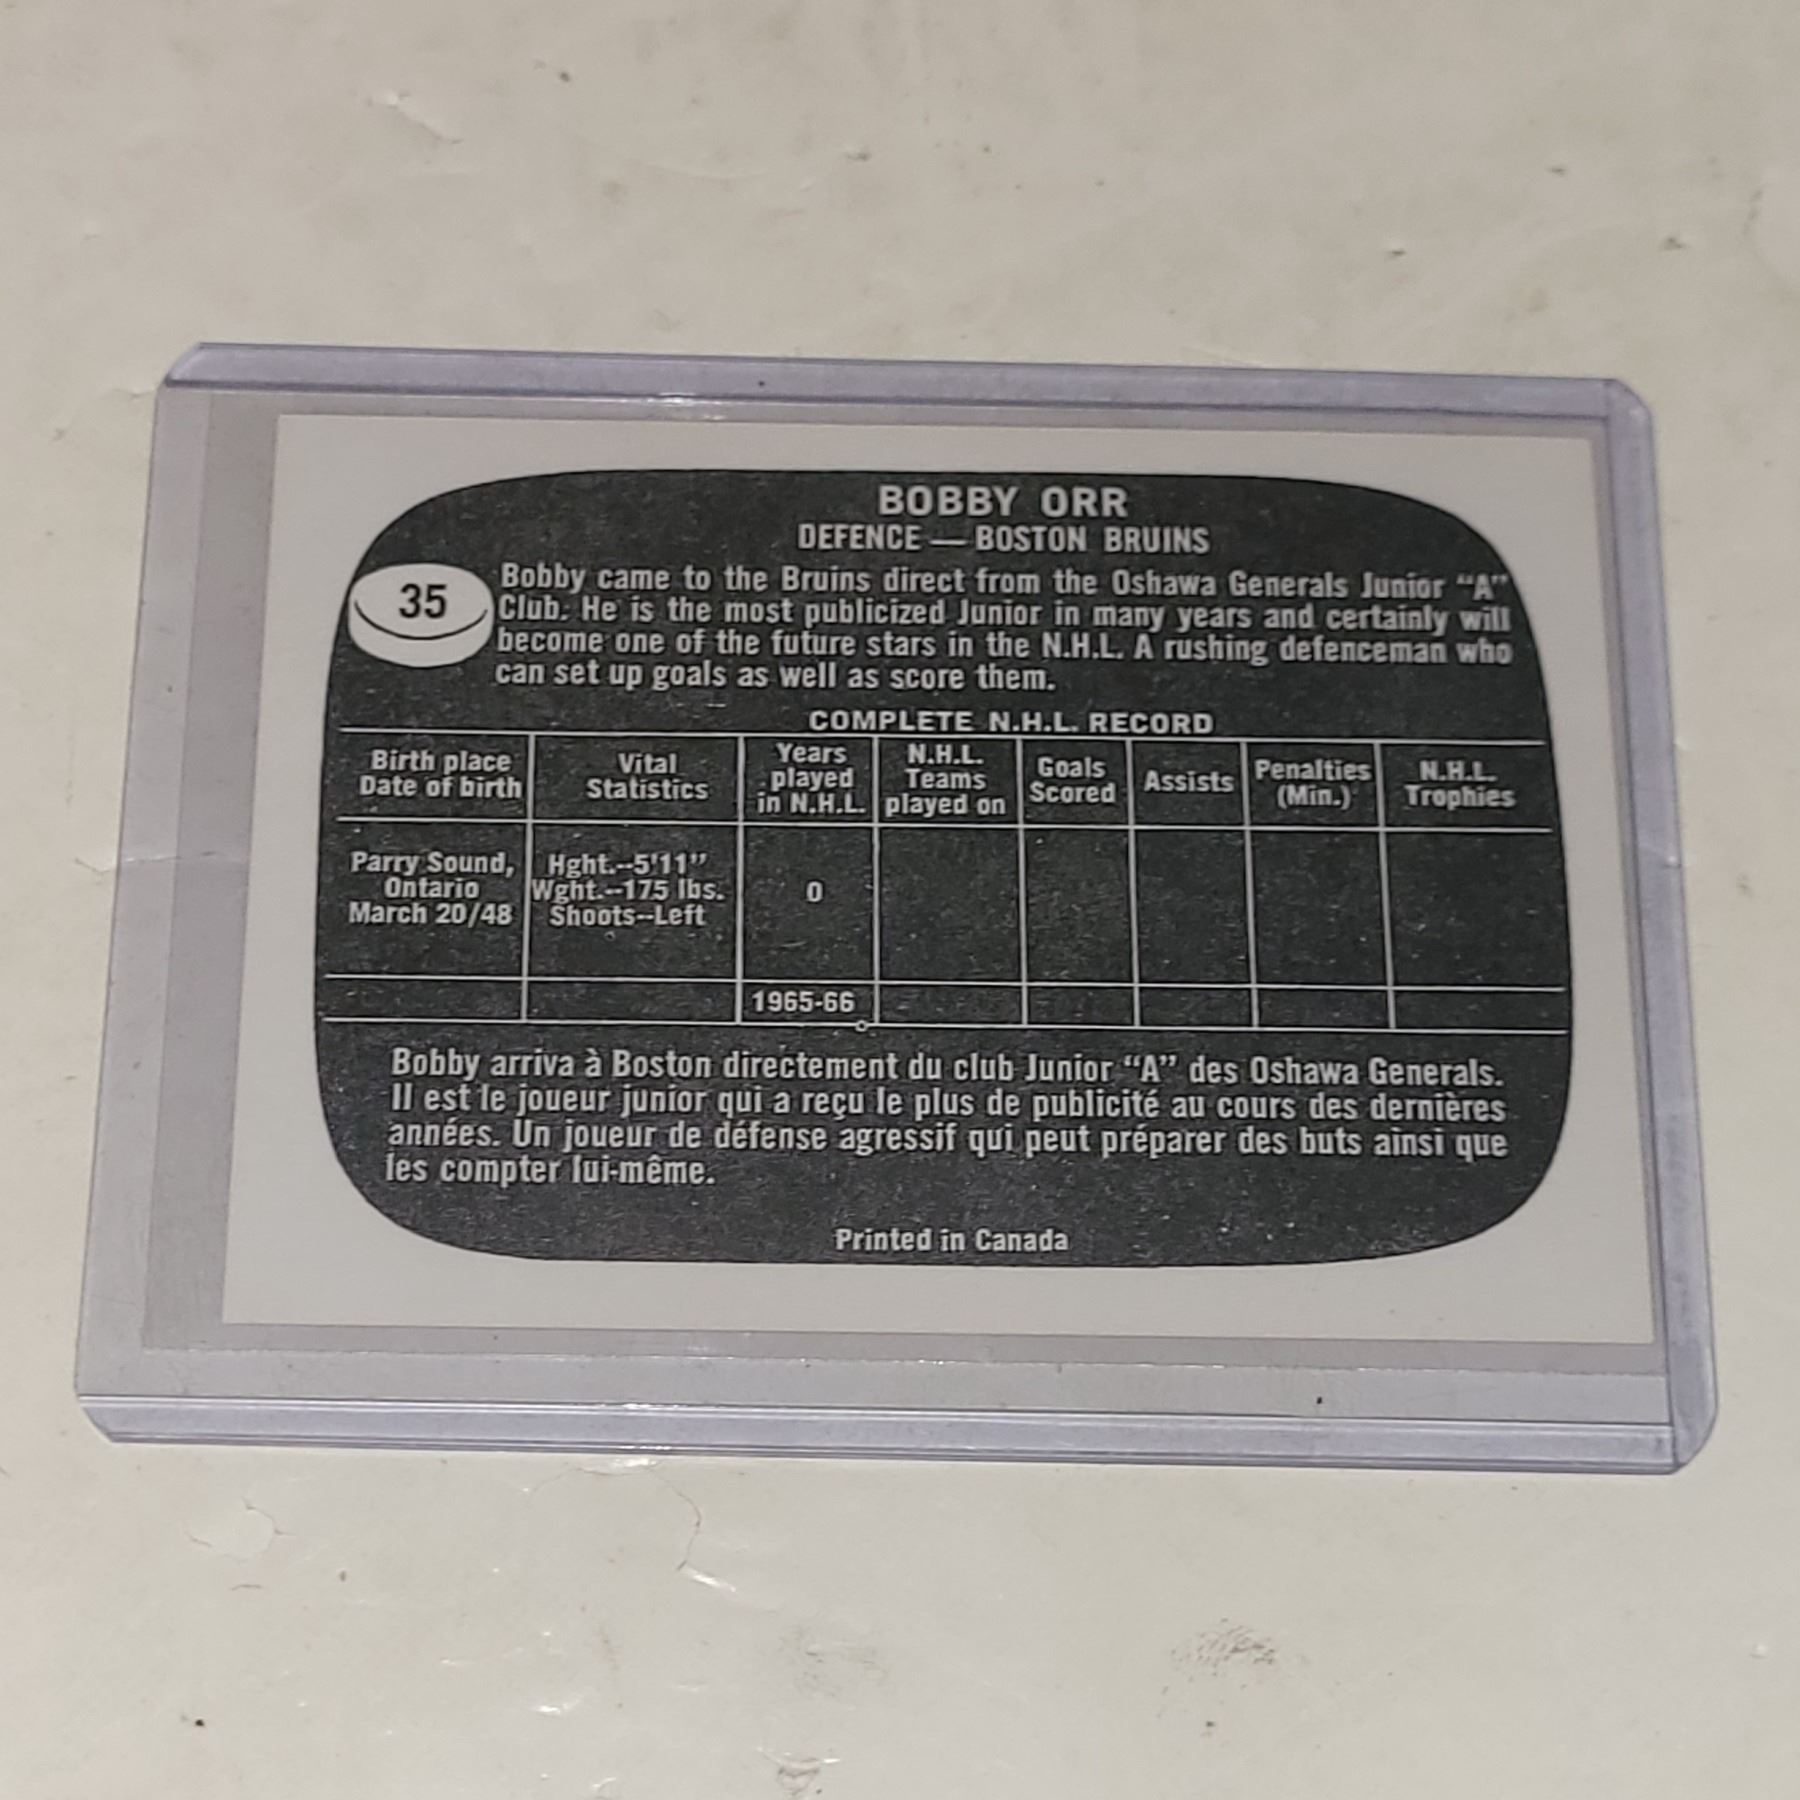 BOBBY ORR
DEFENCE — BOSTON BRUINS
35
Bobby came to the Bruins direct from the Oshawa Generals Junior “A”
Club. He is the most publicized Junior in many years and certainly will
become one of the future stars in the N.H.L. A rushing defenceman who
can set up goals as well as score them.
COMPLETE N.H.L. RECORD
Birth place
Date of birth
Vital
Statistics
Years
played
in N.H.L.
N.H.L.
Teams
played on
Goals
Scored
Assists
Penalties
(Min.)
N.H.L.
Trophies
Parry Sound,
Ontario
March 20/48
Hght.--5'11”
Wght.--175 lbs.
Shoots--Left
0
1965-66
Bobby arriva à Boston directement du club Junior “A” des Oshawa Generals.
Il est le joueur junior qui a reçu le plus de publicité au cours des dernières
années. Un joueur de défense agressif qui peut préparer des buts ainsi que
les compter lui-même.
Printed in Canada